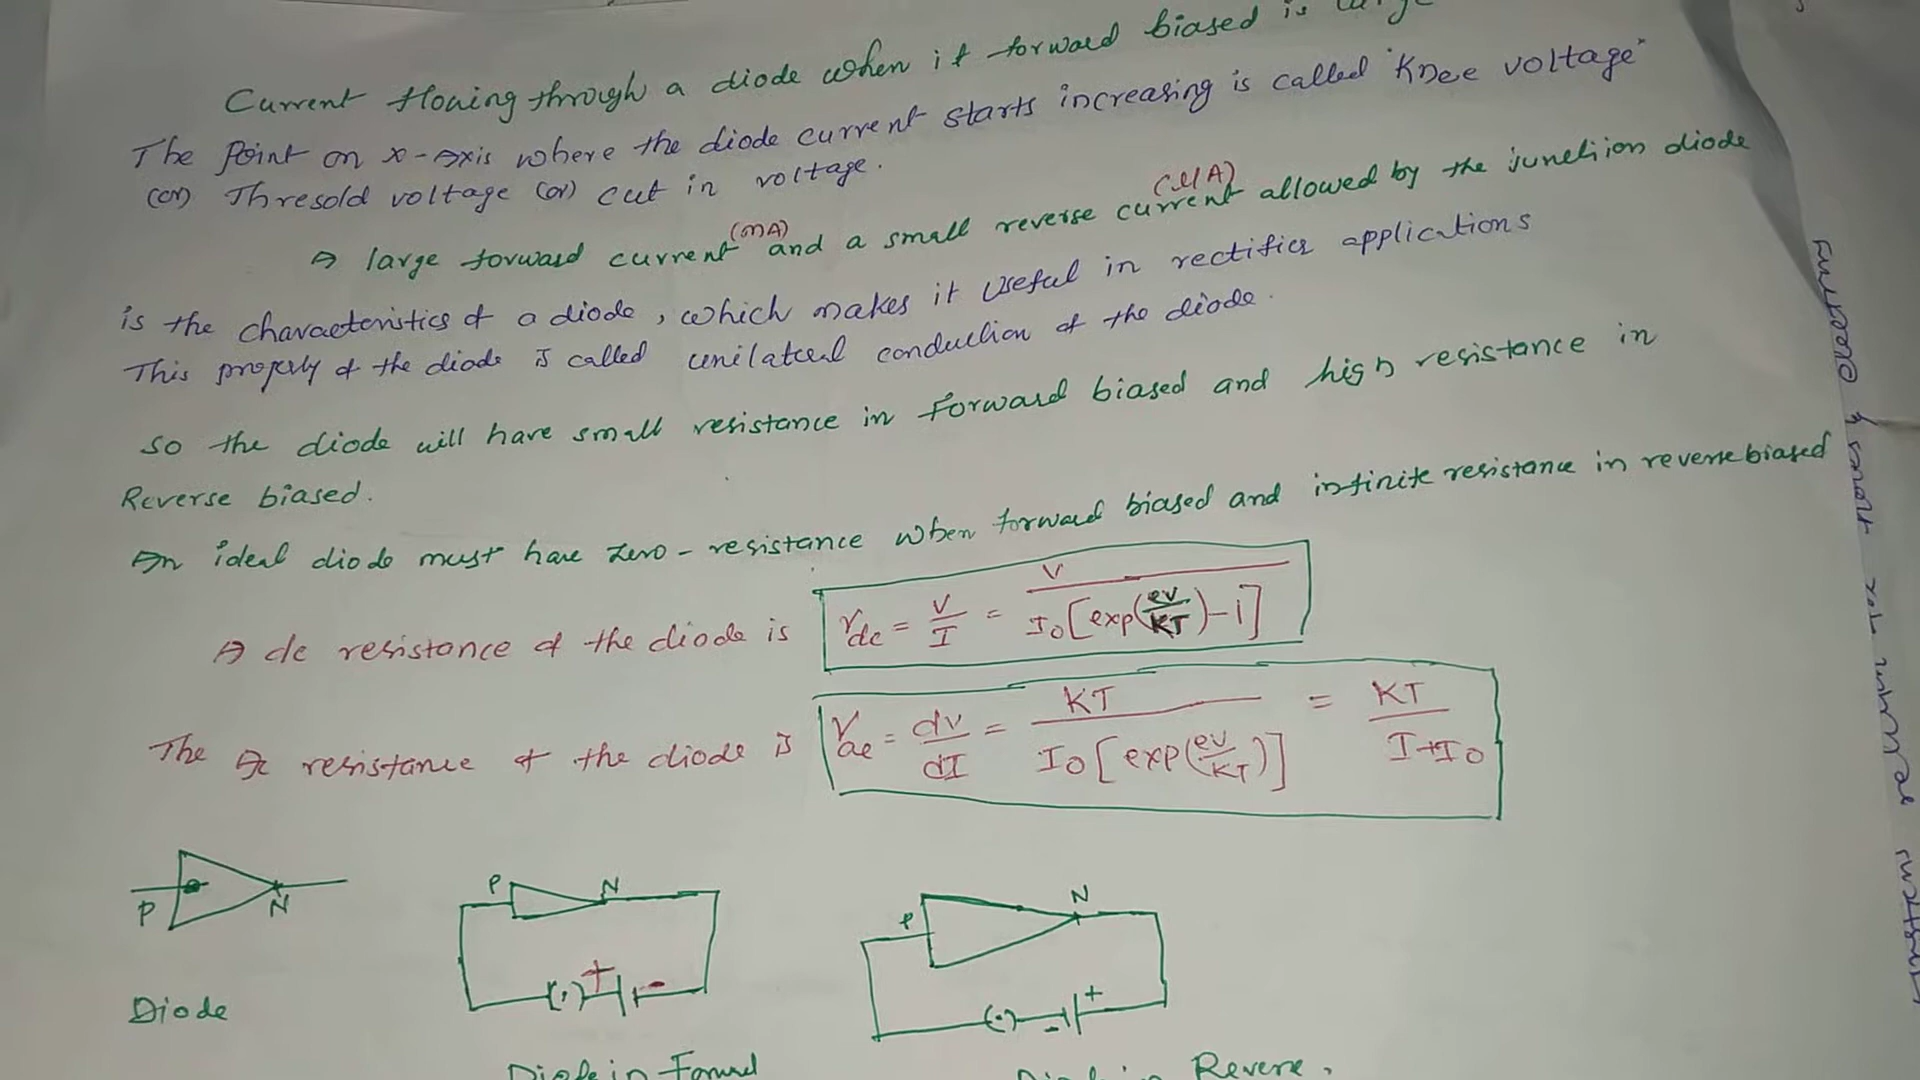 Current flowing through a diode when it forward biased is large
The point on x-axis where the diode current starts increasing is called "Knee voltage"
(or) Thresold voltage (or) cut in voltage.
⇒ large forward current (mA) and a small reverse current (μA) allowed by the junction diode
is the characteristics of a diode, which makes it useful in rectifier applications
This property of the diode is called unilateral conduction of the diode.
so the diode will have small resistance in forward biased and high resistance in
Reverse biased.
An ideal diode must have zero-resistance when forward biased and infinite resistance in reverse biased
⇒ dc resistance of the diode is r_dc = V/I = V/I₀[exp(eV/KT)-1]
The Ac resistance of the diode is r_ac = dV/dI = KT/I₀[exp(eV/KT)] = KT/I+I₀
P N
P N + -
P N - +
Diode
Diode in Forward
Diode in Reverse.